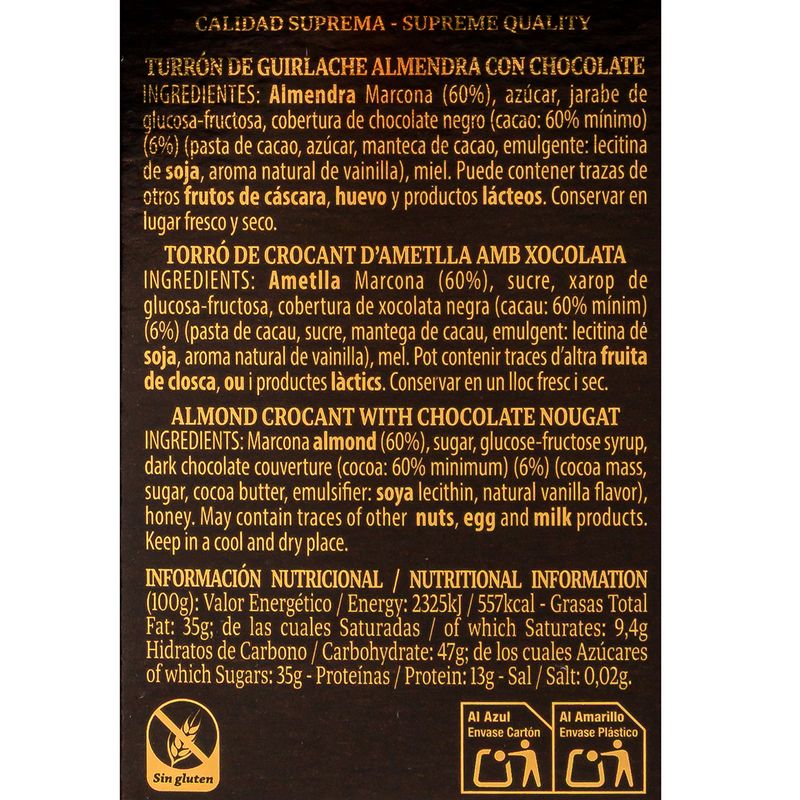 CALIDAD SUPREMA - SUPREME QUALITY
TURRÓN DE GUIRLACHE ALMENDRA CON CHOCOLATE
INGREDIENTES: Almendra Marcona (60%), azúcar, jarabe de
glucosa-fructosa, cobertura de chocolate negro (cacao: 60% mínimo)
(6%) (pasta de cacao, azúcar, manteca de cacao, emulgente: lecitina
de soja, aroma natural de vainilla), miel. Puede contener trazas de
otros frutos de cáscara, huevo y productos lácteos. Conservar en
lugar fresco y seco.
TORRÓ DE CROCANT D'AMETLLA AMB XOCOLATA
INGREDIENTS: Ametlla Marcona (60%), sucre, xarop de
glucosa-fructosa, cobertura de xocolata negra (cacau: 60% mínim)
(6%) (pasta de cacau, sucre, mantega de cacau, emulgent: lecitina de
soja, aroma natural de vainilla), mel. Pot contenir traces d'altra fruita
de closca, ou i productes làctics. Conservar en un lloc fresc i sec.
ALMOND CROCANT WITH CHOCOLATE NOUGAT
INGREDIENTS: Marcona almond (60%), sugar, glucose-fructose syrup,
dark chocolate couverture (cocoa: 60% minimum) (6%) (cocoa mass,
sugar, cocoa butter, emulsifier: soya lecithin, natural vanilla flavor),
honey. May contain traces of other nuts, egg and milk products.
Keep in a cool and dry place.
INFORMACIÓN NUTRICIONAL / NUTRITIONAL INFORMATION
(100g): Valor Energético / Energy: 2325kJ / 557kcal - Grasas Total
Fat: 35g; de las cuales Saturadas / of which Saturates: 9,4g
Hidratos de Carbono / Carbohydrate: 47g; de los cuales Azúcares
of which Sugars: 35g - Proteínas / Protein: 13g - Sal / Salt: 0,02g.
Sin gluten
Al Azul
Envase Cartón
Al Amarillo
Envase Plástico